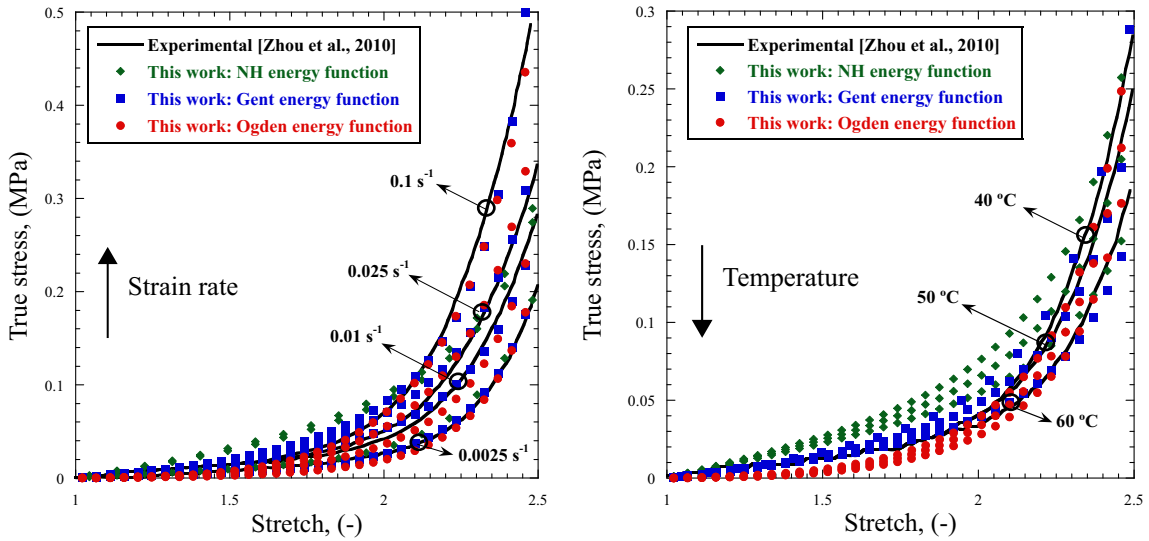 0.5
0.4
0.3
0.2
0.1
0
True stress, (MPa)
Experimental [Zhou et al., 2010]
This work: NH energy function
This work: Gent energy function
This work: Ogden energy function
0.1 s⁻¹
0.025 s⁻¹
0.01 s⁻¹
0.0025 s⁻¹
Strain rate
1
1.5
2
2.5
Stretch, (-)
0.3
0.25
0.2
0.15
0.1
0.05
0
True stress, (MPa)
Experimental [Zhou et al., 2010]
This work: NH energy function
This work: Gent energy function
This work: Ogden energy function
40 ºC
50 ºC
60 ºC
Temperature
1
1.5
2
2.5
Stretch, (-)